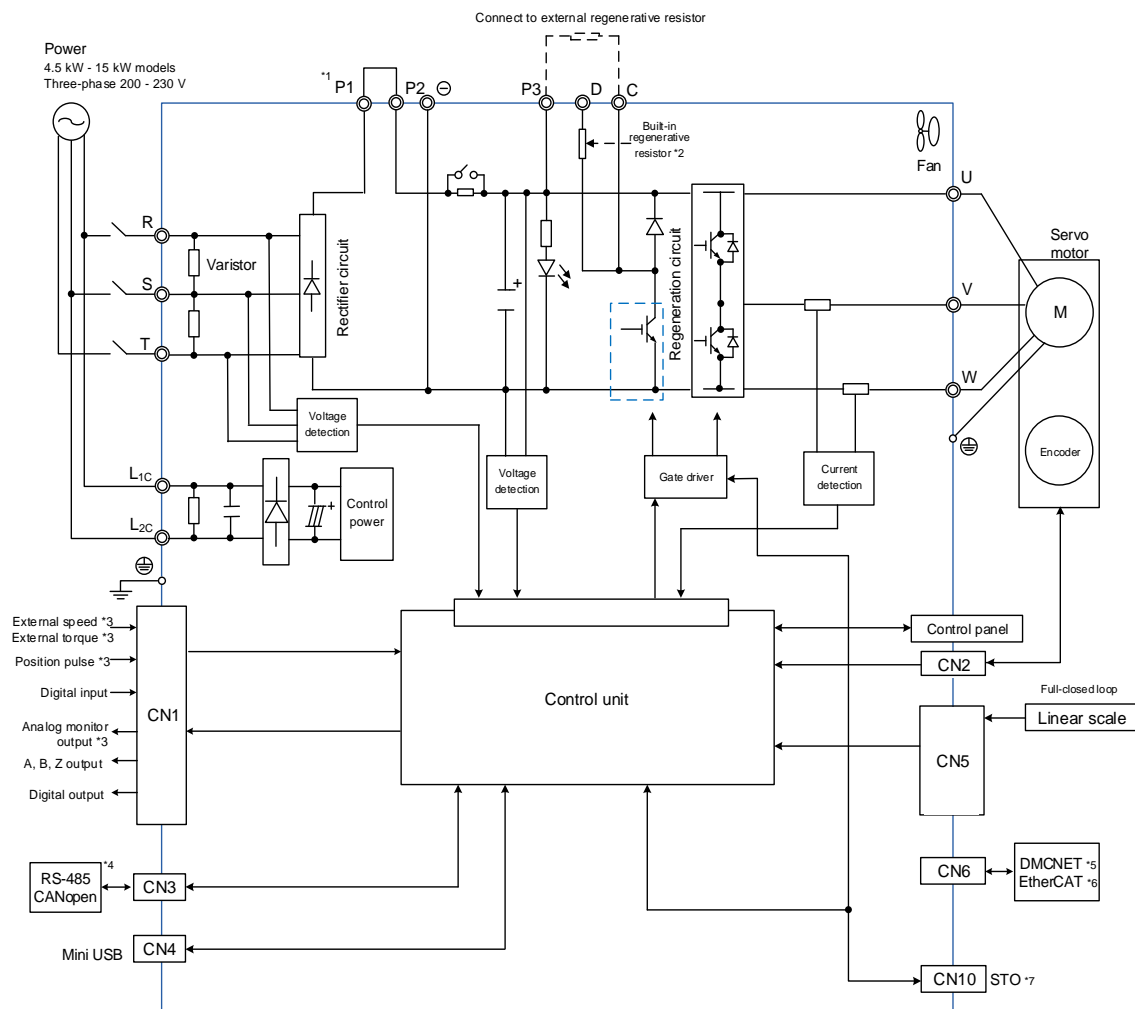 Connect to external regenerative resistor
Power
4.5 kW - 15 kW models
Three-phase 200 - 230 V
*1 P1
P2
⊖
P3
D
C
Built-in
regenerative
resistor *2
Fan
U
R
Varistor
Rectifier circuit
Regeneration circuit
Servo
motor
S
V
M
T
W
Voltage
detection
Voltage
detection
Gate driver
Current
detection
Encoder
L1C
L2C
+
+
Control
power
External speed *3
External torque *3
Position pulse *3
Digital input
Analog monitor
output *3
A, B, Z output
Digital output
CN1
Control unit
Control panel
CN2
Full-closed loop
Linear scale
CN5
RS-485 *4
CANopen
CN3
CN6
DMCNET *5
EtherCAT *6
Mini USB
CN4
CN10
STO *7